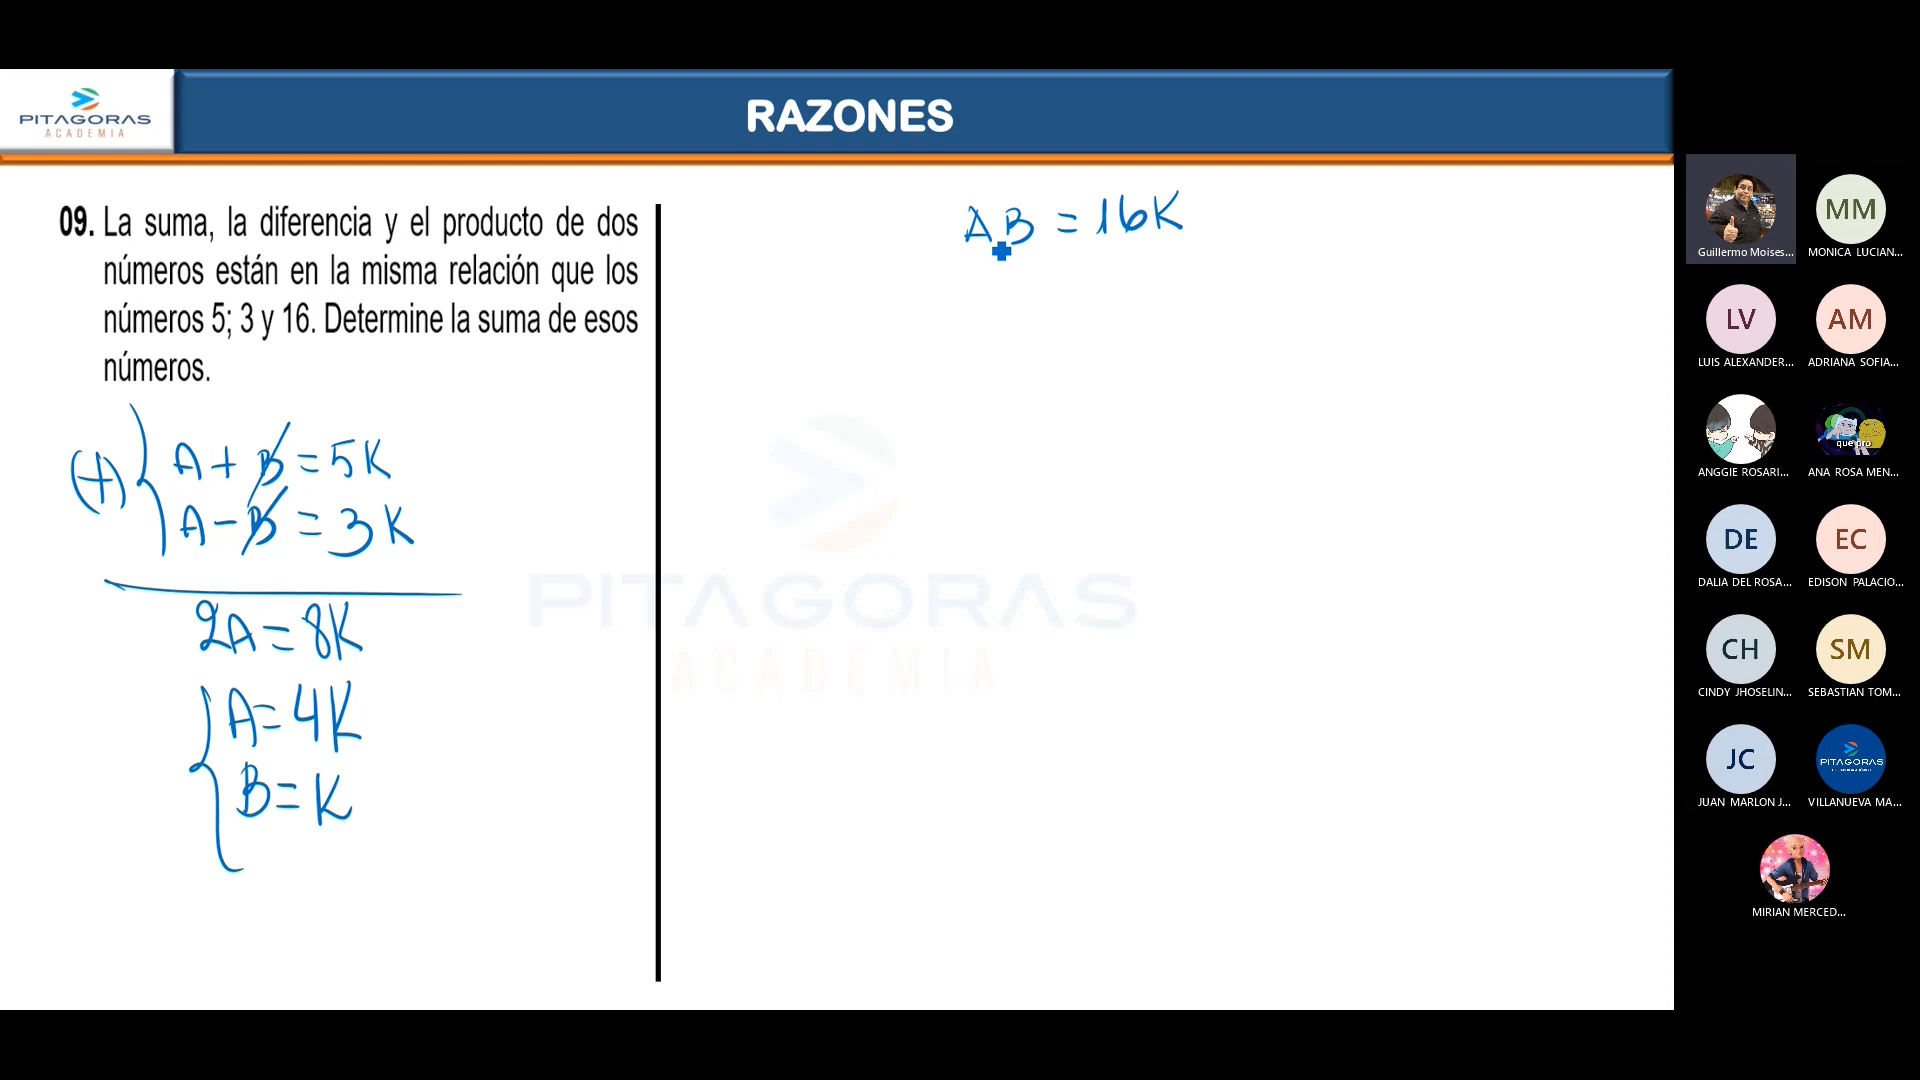 PITAGORAS
ACADEMIA
RAZONES
09. La suma, la diferencia y el producto de dos
números están en la misma relación que los
números 5; 3 y 16. Determine la suma de esos
números.
(+) A + B = 5K
A - B = 3K
2A = 8K
A = 4K
B = K
AB = 16K
PITAGORAS
ACADEMIA
Guillermo Moises...
MM
MONICA LUCIAN...
LV
LUIS ALEXANDER...
AM
ADRIANA SOFIA...
ANGGIE ROSARI...
que pro
ANA ROSA MEN...
DE
DALIA DEL ROSA...
EC
EDISON PALACIO...
CH
CINDY JHOSELIN...
SM
SEBASTIAN TOM...
JC
JUAN MARLON J...
PITAGORAS
VILLANUEVA MA...
MIRIAN MERCED...